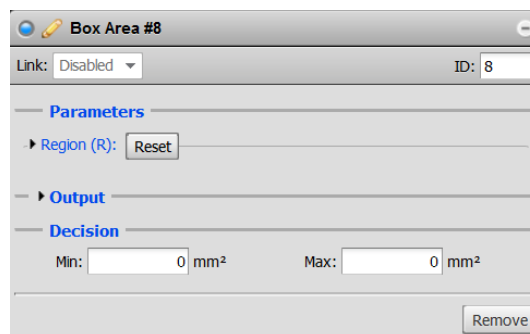 Box Area #8
Link: Disabled ID: 8
Parameters
Region (R): Reset
Output
Decision
Min: 0 mm² Max: 0 mm²
Remove